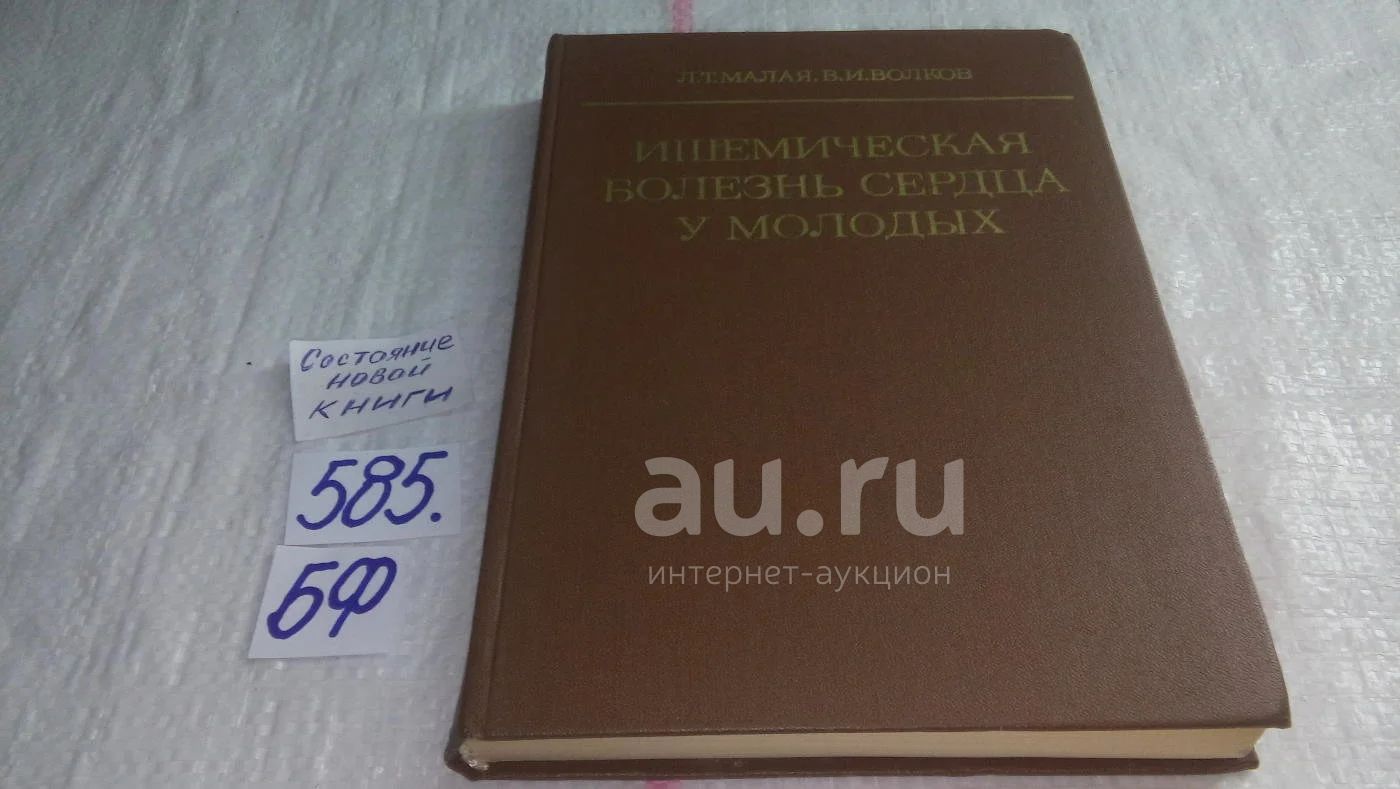 Л.Т. МАЛАЯ, В.И. ВОЛКОВ
ИШЕМИЧЕСКАЯ
БОЛЕЗНЬ СЕРДЦА
У МОЛОДЫХ
Состояние
новой
книги
585.
БФ
au.ru
интернет-аукцион